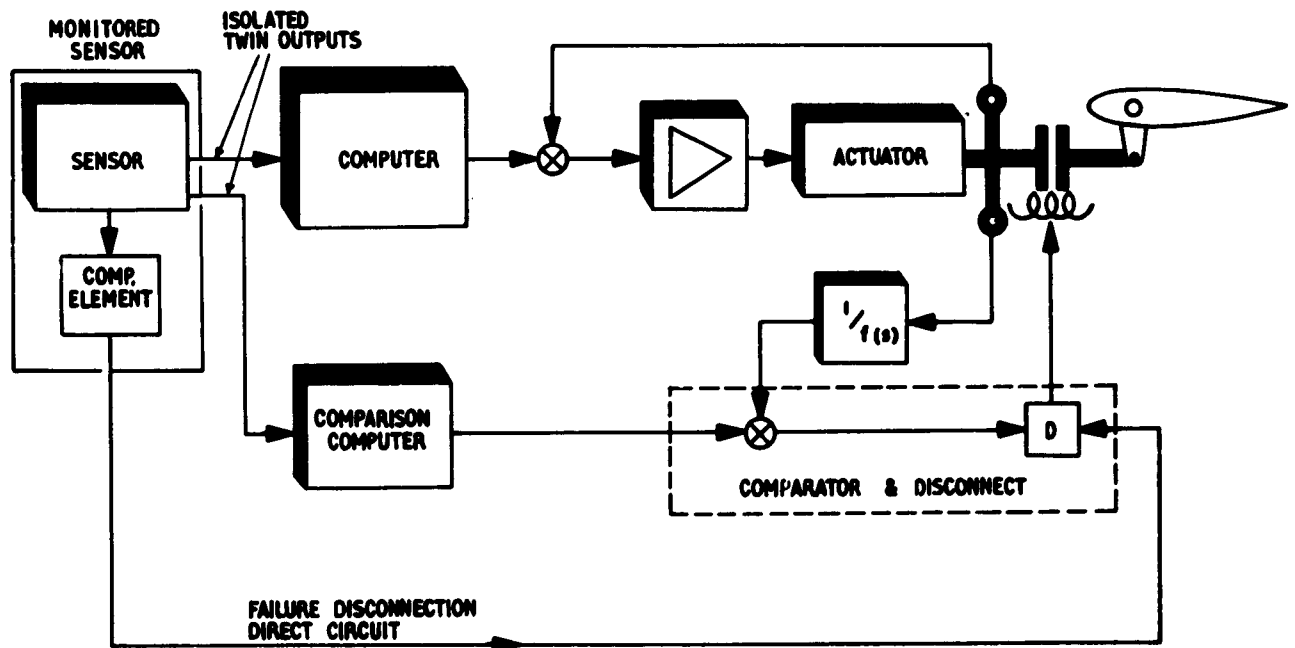 MONITORED
SENSOR
ISOLATED
TWIN OUTPUTS
SENSOR
COMPUTER
ACTUATOR
COMP.
ELEMENT
1/f(s)
COMPARISON
COMPUTER
D
COMPARATOR & DISCONNECT
FAILURE DISCONNECTION
DIRECT CIRCUIT